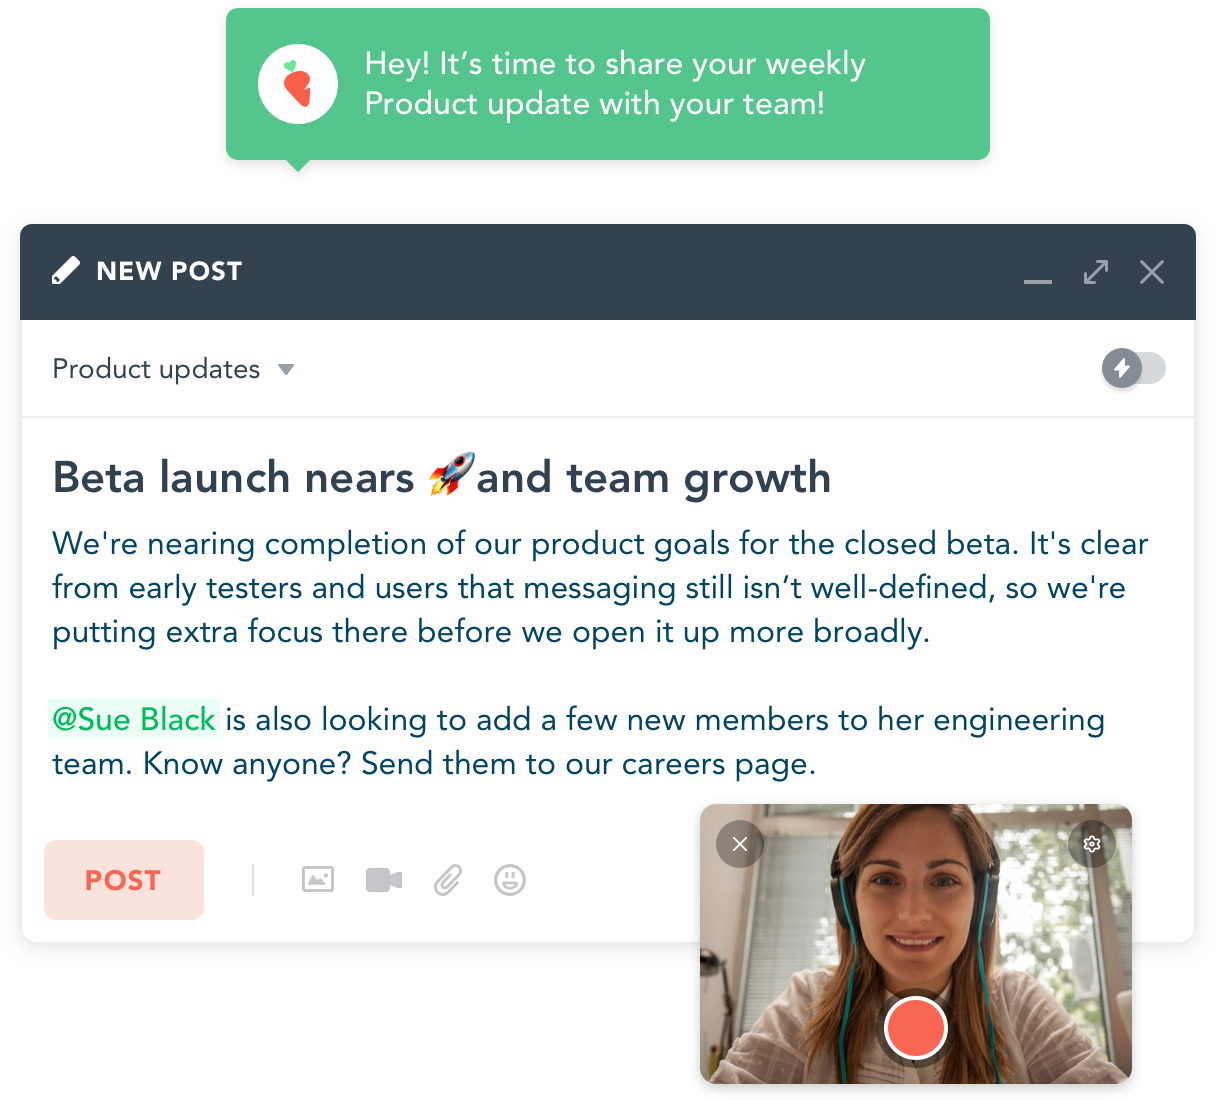 Hey! It’s time to share your weekly
Product update with your team!
NEW POST
Product updates
Beta launch nears 🚀and team growth
We're nearing completion of our product goals for the closed beta. It's clear
from early testers and users that messaging still isn’t well-defined, so we're
putting extra focus there before we open it up more broadly.
@Sue Black is also looking to add a few new members to her engineering
team. Know anyone? Send them to our careers page.
POST